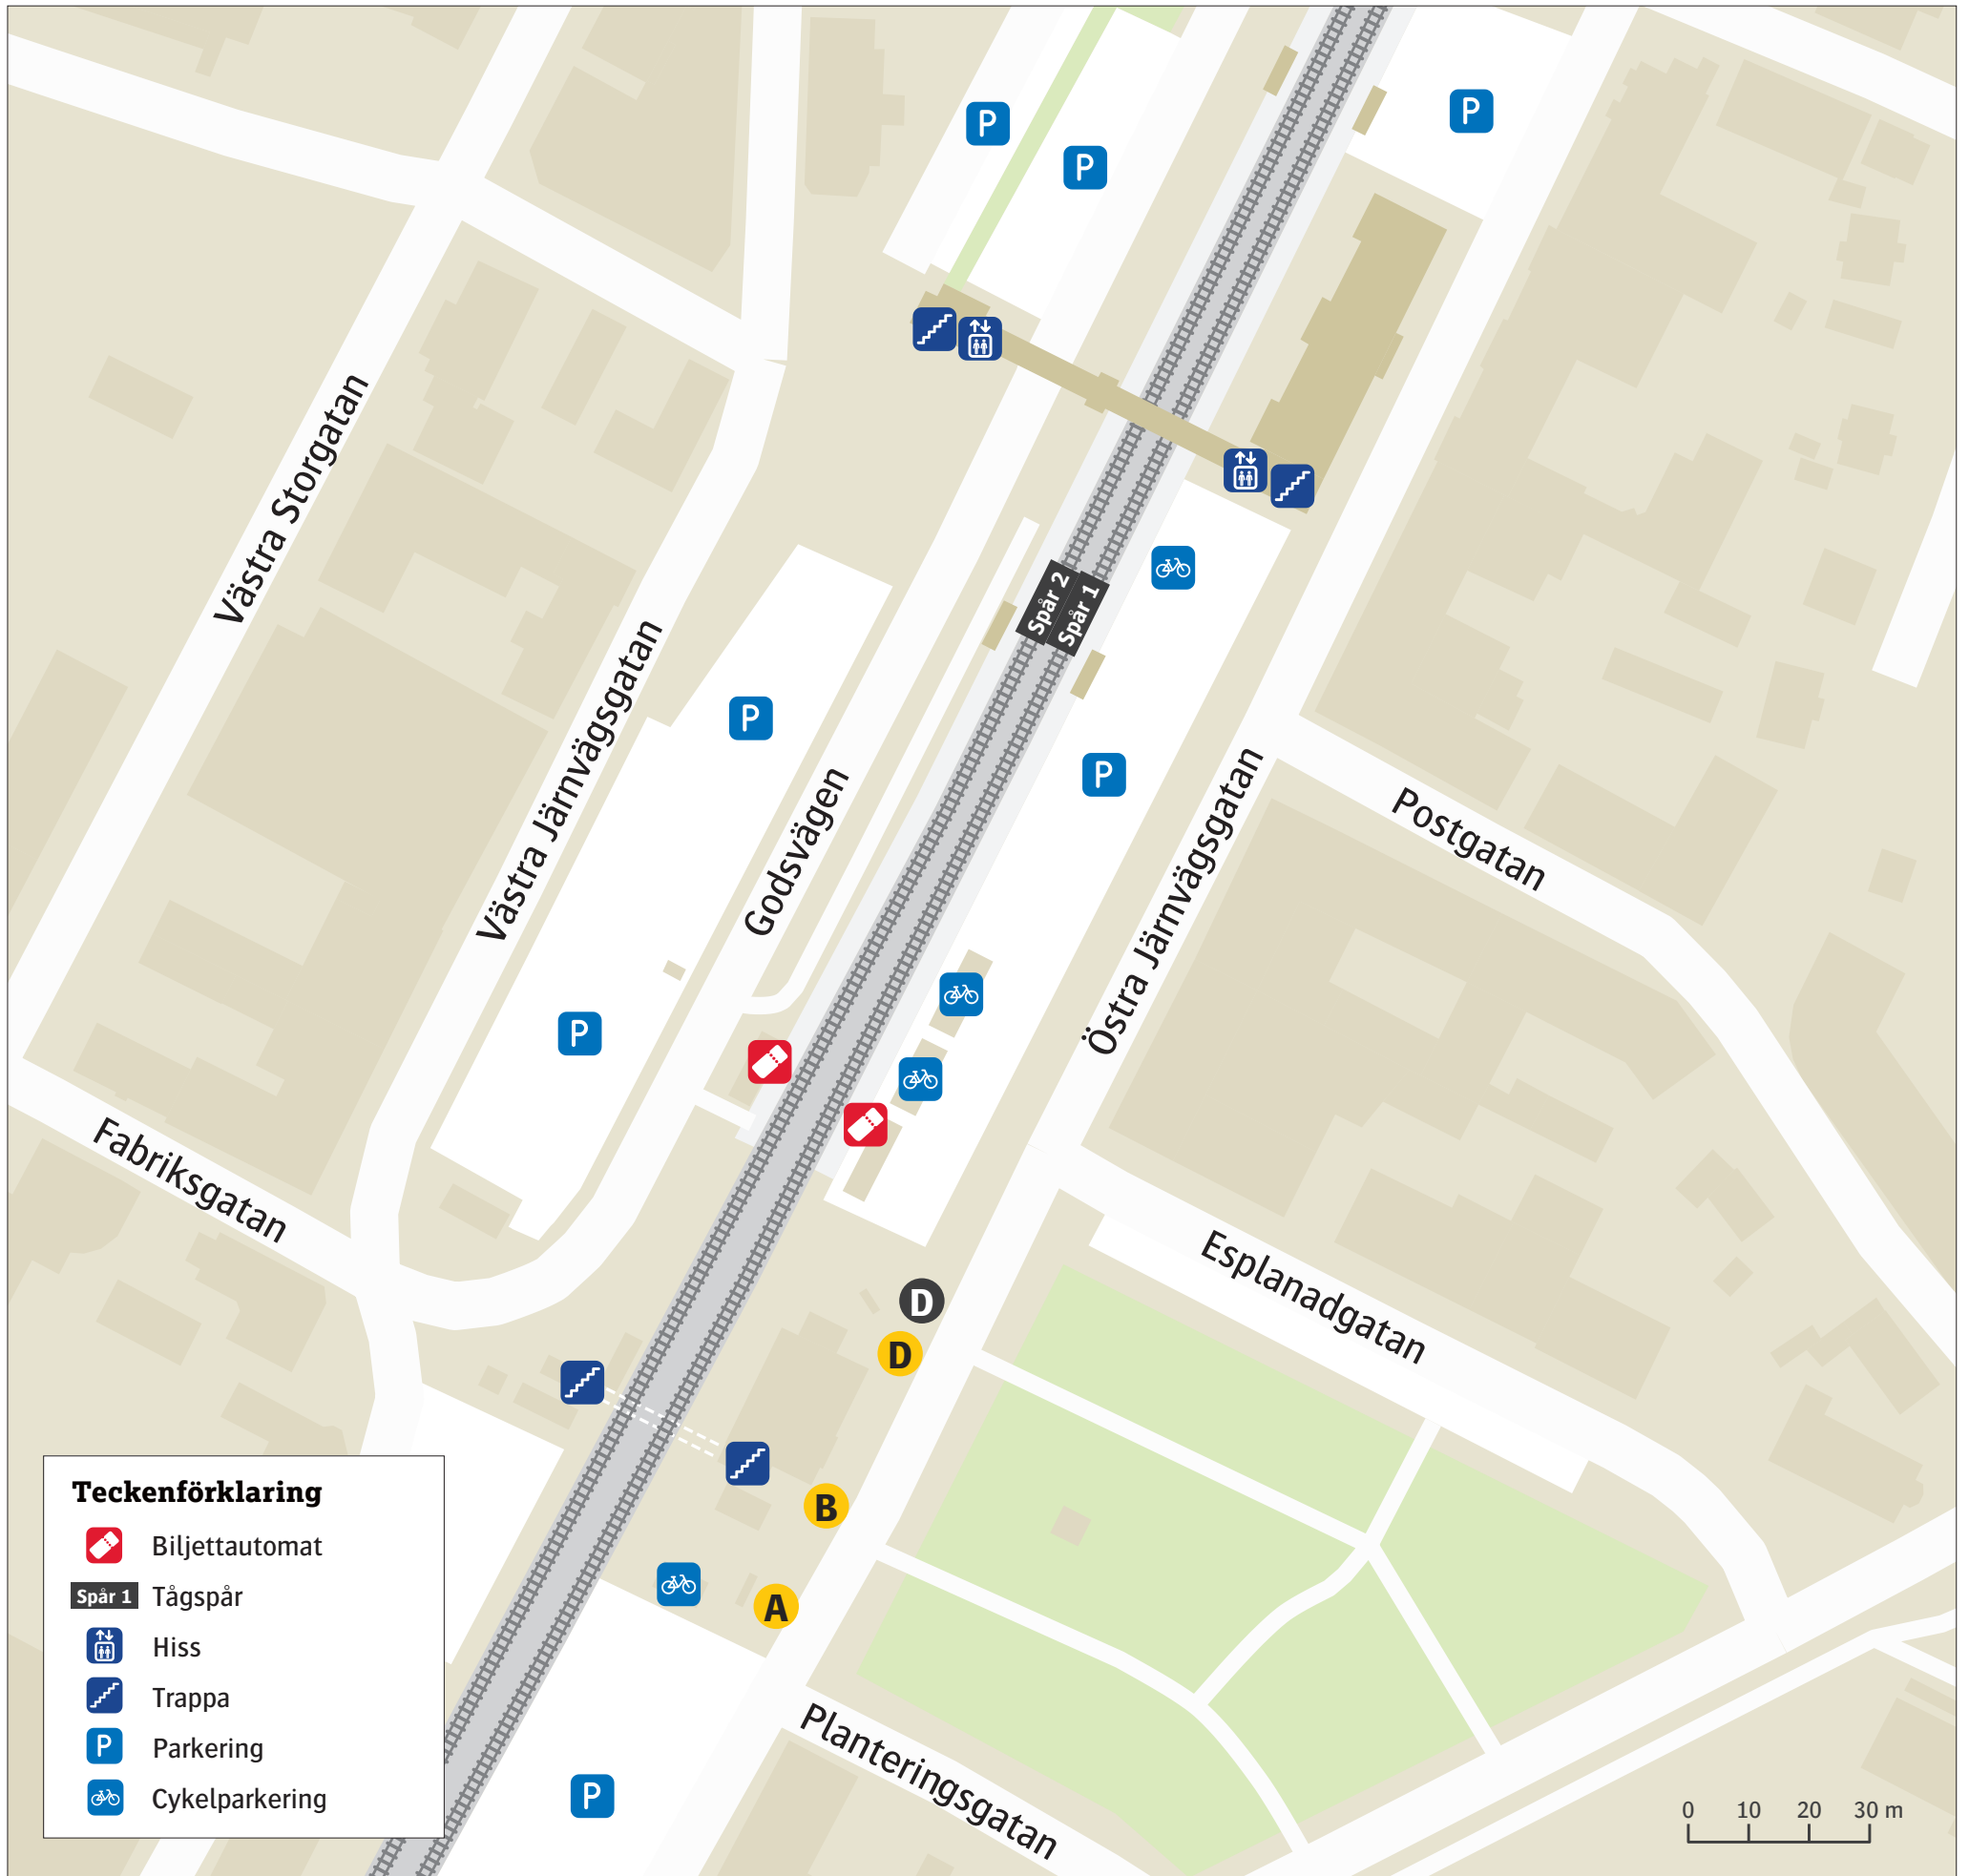 P
P
P
Västra Storgatan
Spår 2
Spår 1
Västra Järnvägsgatan
P
P
Godsvägen
Östra Järnvägsgatan
Postgatan
P
Fabriksgatan
Esplanadgatan
D
D
B
A
Planteringsgatan
P
Teckenförklaring
Biljettautomat
Spår 1 Tågspår
Hiss
Trappa
P Parkering
Cykelparkering
0 10 20 30 m